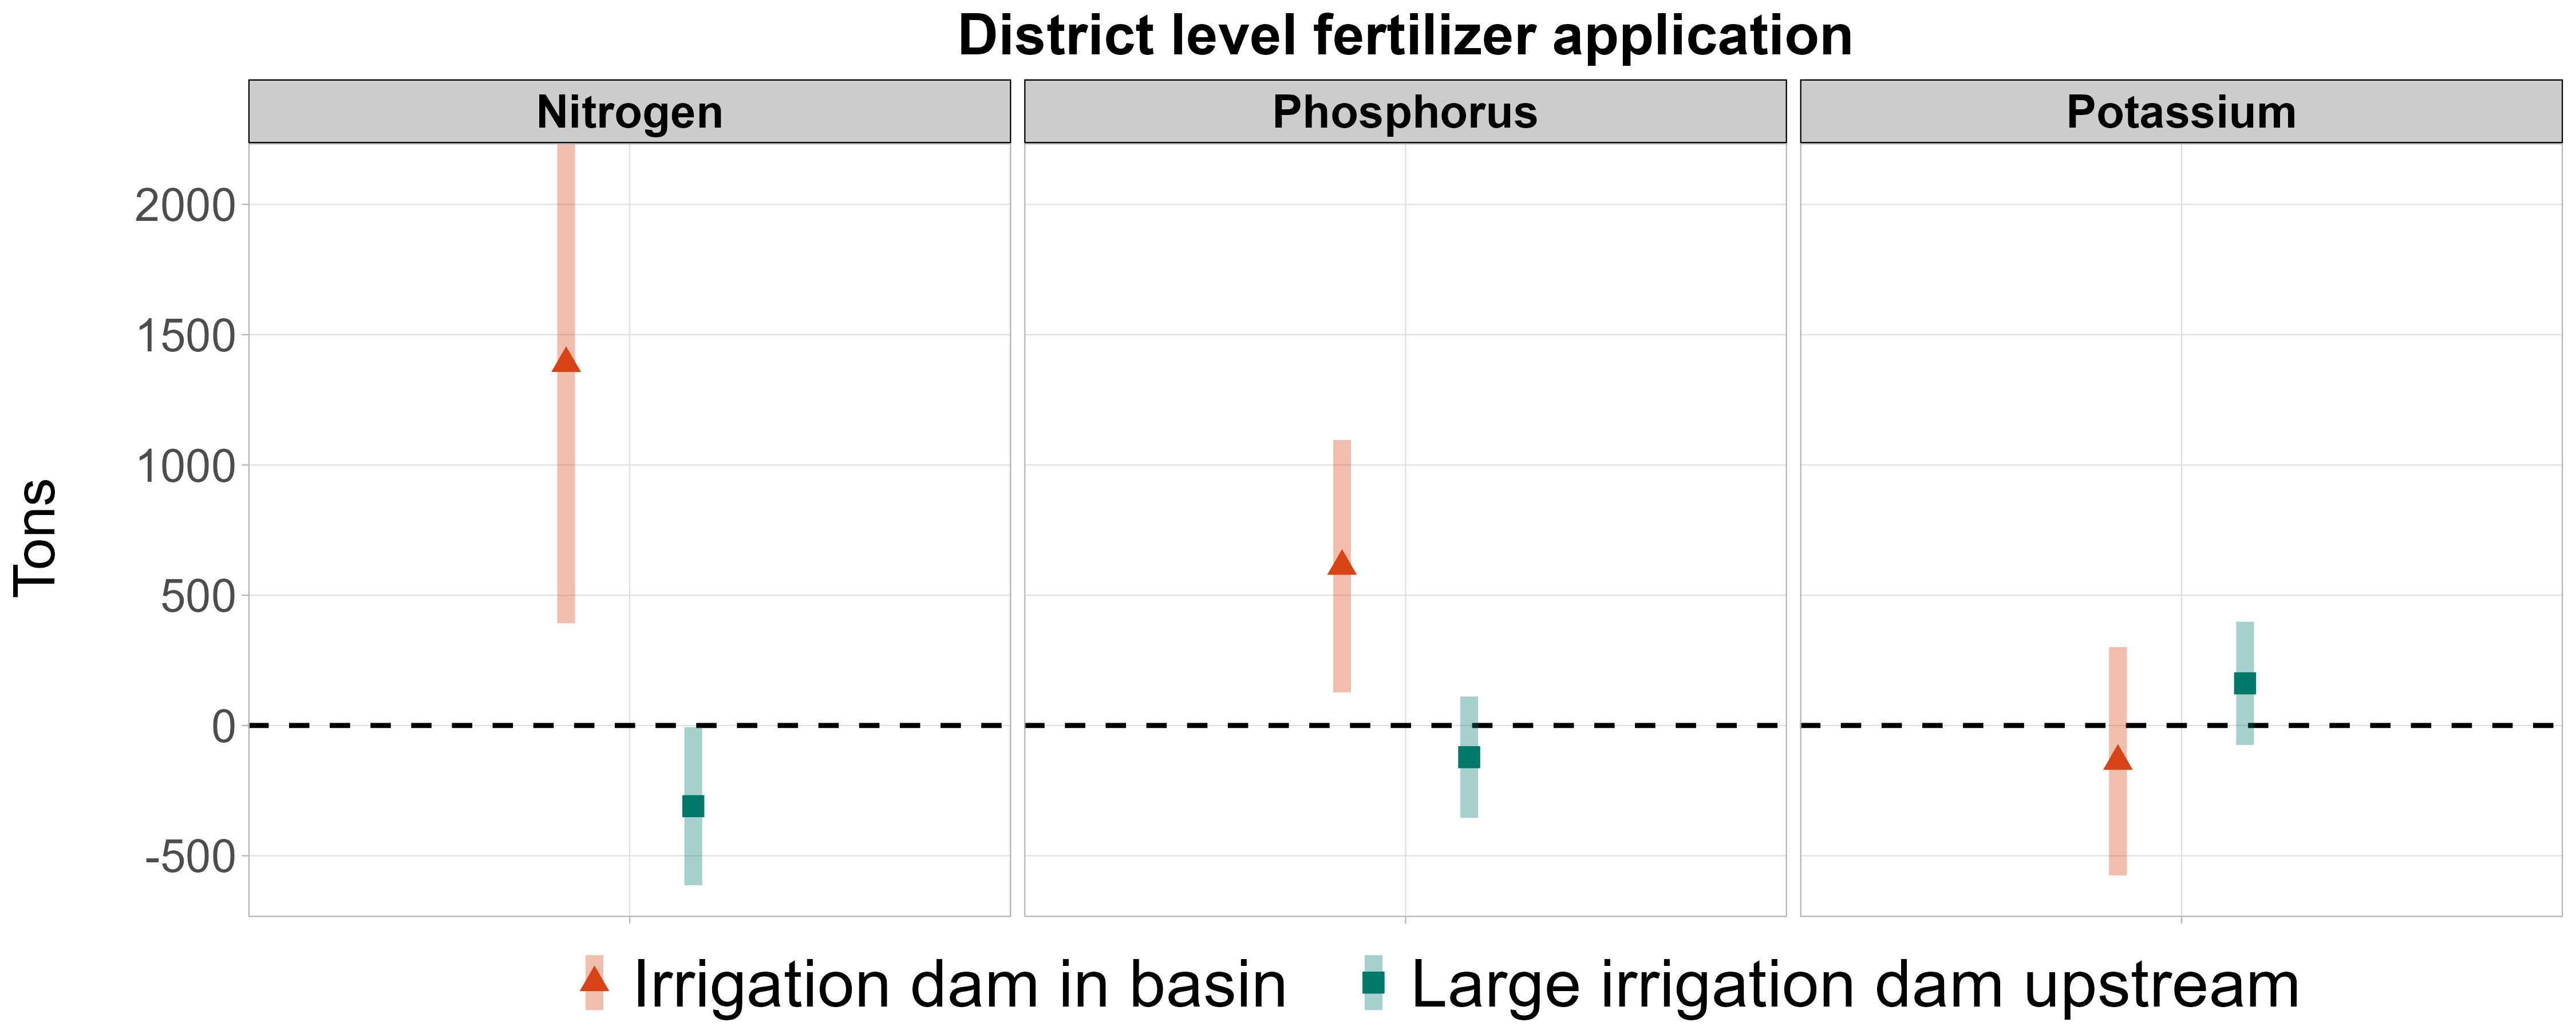 District level fertilizer application
Nitrogen Phosphorus Potassium
2000
1500
1000
500
0
-500
Tons
Irrigation dam in basin Large irrigation dam upstream